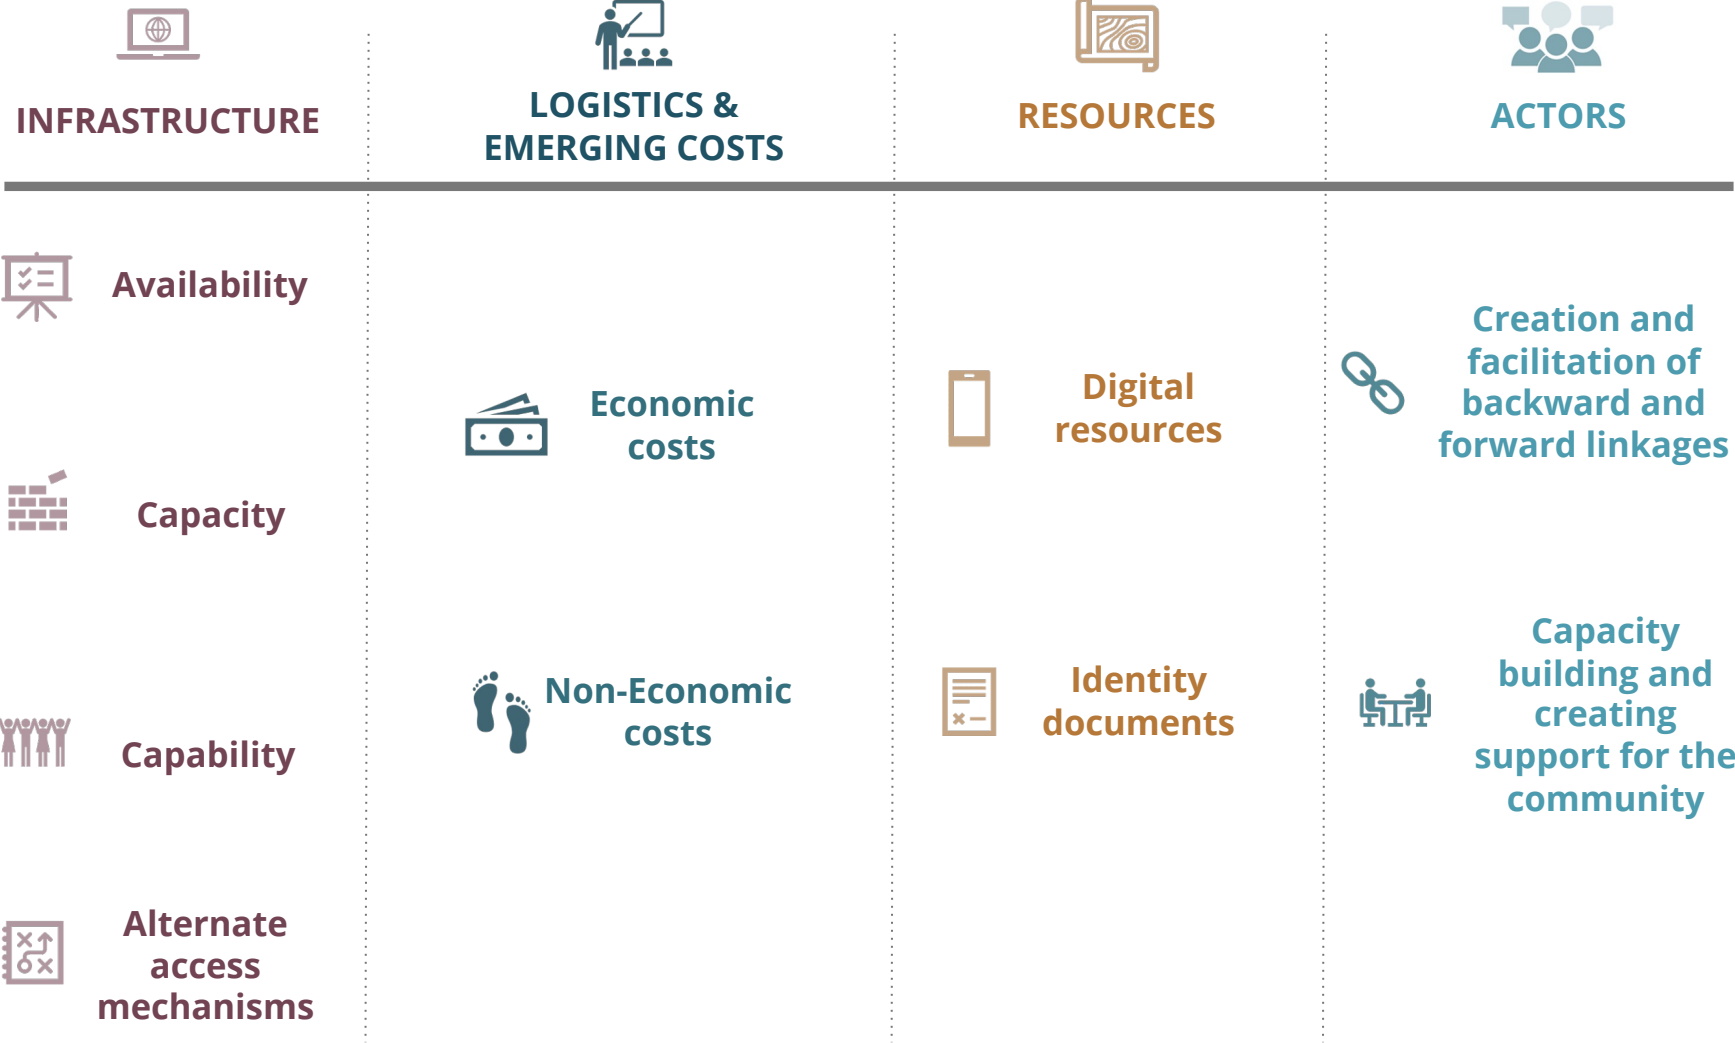 INFRASTRUCTURE
LOGISTICS &
EMERGING COSTS
RESOURCES
ACTORS
Availability
Capacity
Capability
Alternate
access
mechanisms
Economic
costs
Non-Economic
costs
Digital
resources
Identity
documents
Creation and
facilitation of
backward and
forward linkages
Capacity
building and
creating
support for the
community